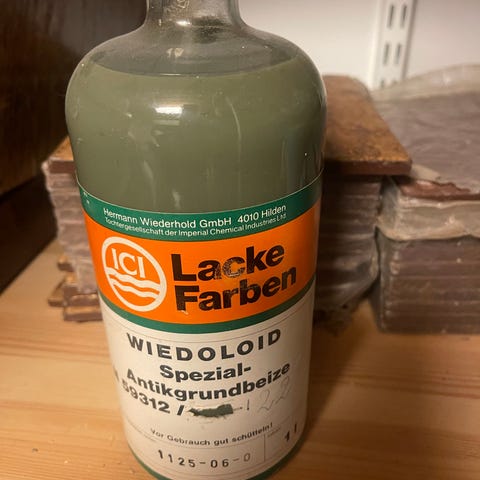 Hermann Wiederhold GmbH 4010 Hilden
Tochtergesellschaft der Imperial Chemical Industries Ltd
ICI
Lacke
Farben
WIEDOLOID
Spezial-
Antikgrundbeize
59312 /
Vor Gebrauch gut schütteln!
1125-06-0
1 l